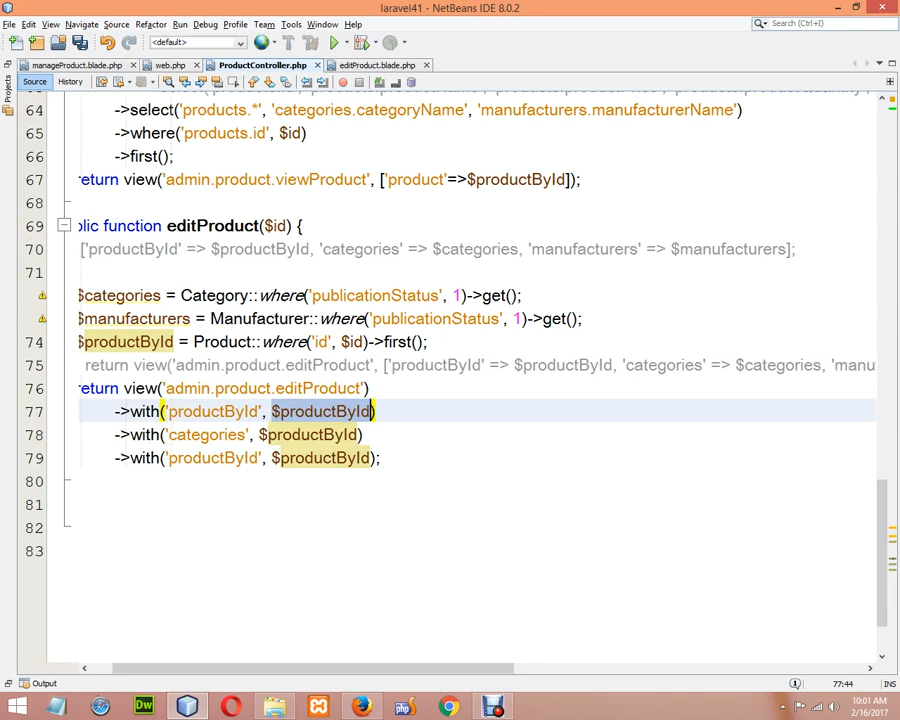 laravel41 - NetBeans IDE 8.0.2
File Edit View Navigate Source Refactor Run Debug Profile Team Tools Window Help
Search (Ctrl+I)
<default>
manageProduct.blade.php web.php ProductController.php editProduct.blade.php
Source History
Projects
64 ->select('products.*', 'categories.categoryName', 'manufacturers.manufacturerName')
65 ->where('products.id', $id)
66 ->first();
67 return view('admin.product.viewProduct', ['product'=>$productById]);
68
69 blic function editProduct($id) {
70 ['productById' => $productById, 'categories' => $categories, 'manufacturers' => $manufacturers];
71
$categories = Category::where('publicationStatus', 1)->get();
$manufacturers = Manufacturer::where('publicationStatus', 1)->get();
74 $productById = Product::where('id', $id)->first();
75 return view('admin.product.editProduct', ['productById' => $productById, 'categories' => $categories, 'manu
76 return view('admin.product.editProduct')
77 ->with('productById', $productById)
78 ->with('categories', $productById)
79 ->with('productById', $productById);
80
81
82
83
Output
77:44 INS
10:01 AM
2/16/2017